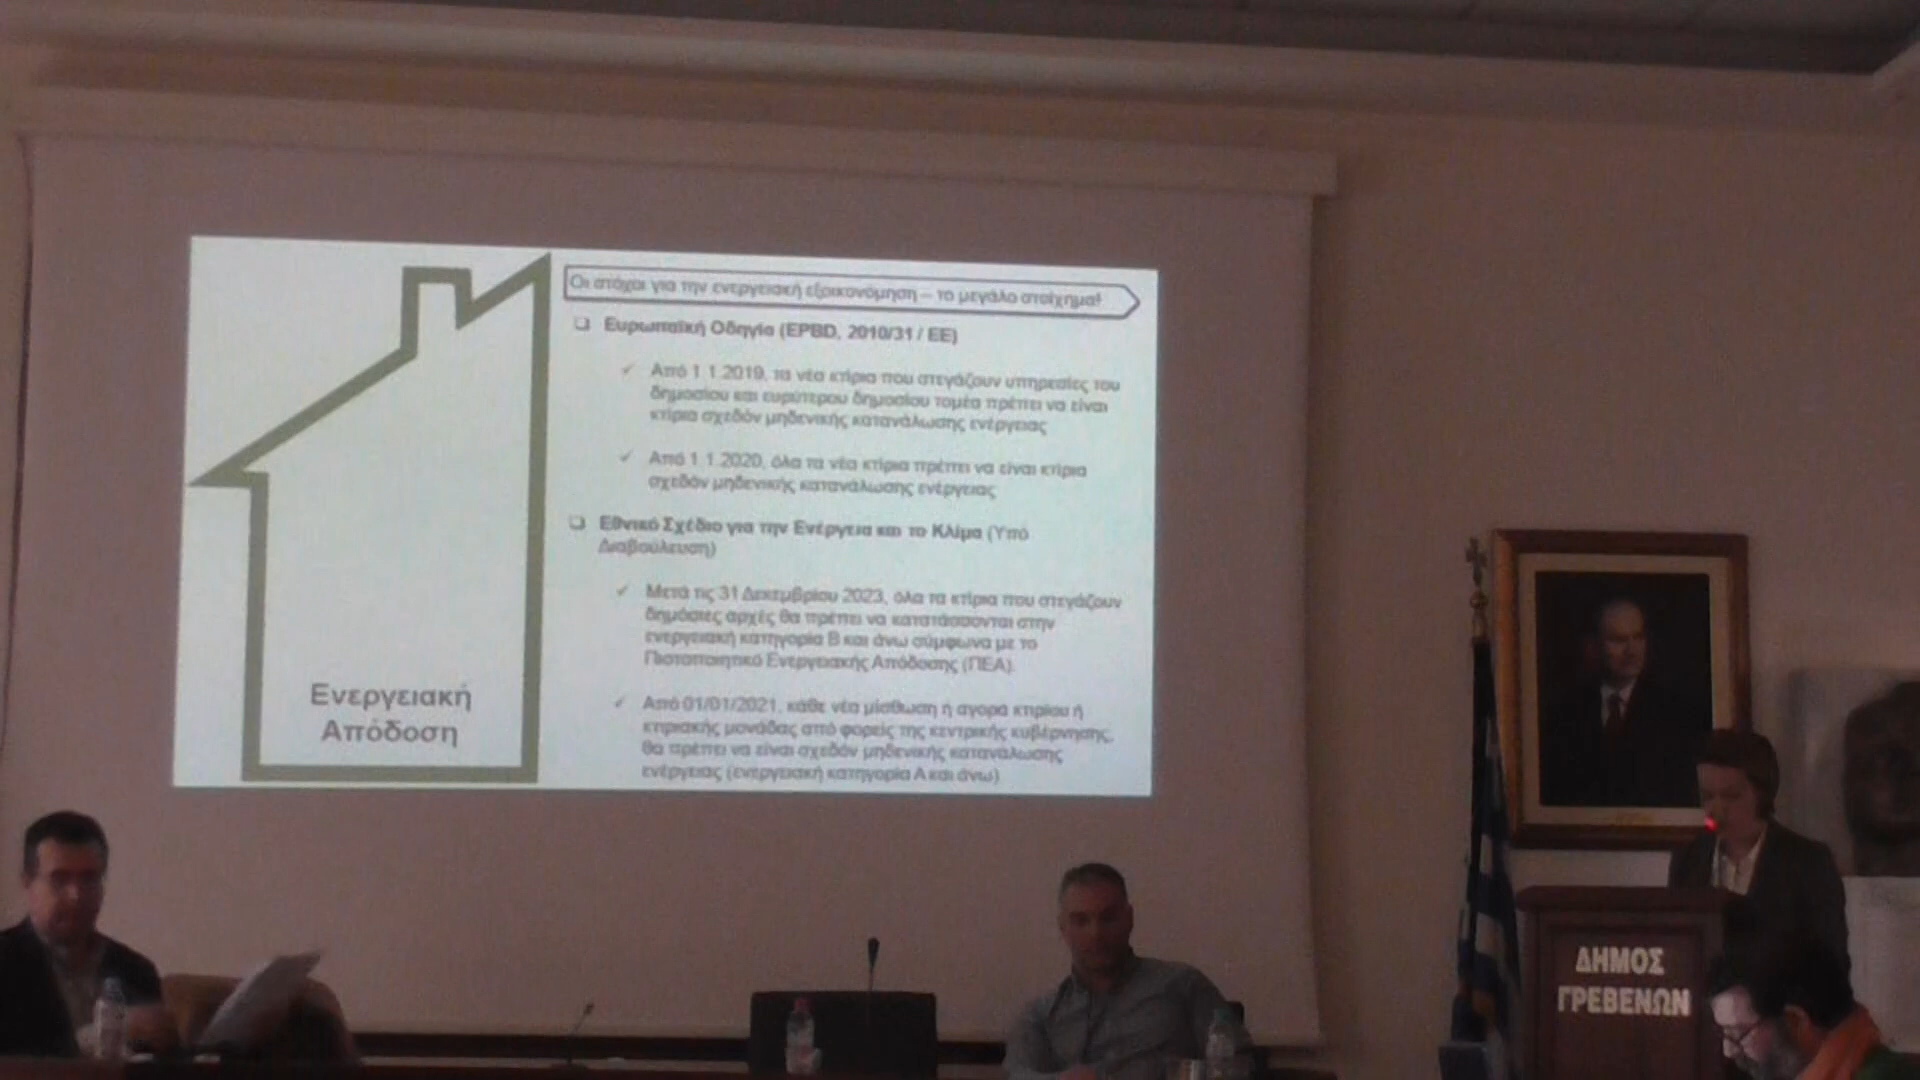 Οι στόχοι για την ενεργειακή εξοικονόμηση – το μεγάλο στοίχημα!
❑ Ευρωπαϊκή Οδηγία (EPBD, 2010/31 / ΕΕ)
✓ Από 1.1.2019, τα νέα κτίρια που στεγάζουν υπηρεσίες του
δημοσίου και ευρύτερου δημοσίου τομέα πρέπει να είναι
κτίρια σχεδόν μηδενικής κατανάλωσης ενέργειας
✓ Από 1.1.2020, όλα τα νέα κτίρια πρέπει να είναι κτίρια
σχεδόν μηδενικής κατανάλωσης ενέργειας
❑ Εθνικό Σχέδιο για την Ενέργεια και το Κλίμα (Υπό
Διαβούλευση)
✓ Μετά τις 31 Δεκεμβρίου 2023, όλα τα κτίρια που στεγάζουν
δημόσιες αρχές θα πρέπει να κατατάσσονται στην
ενεργειακή κατηγορία Β και άνω σύμφωνα με το
Πιστοποιητικό Ενεργειακής Απόδοσης (ΠΕΑ).
✓ Από 01/01/2021, κάθε νέα μίσθωση ή αγορά κτιρίου ή
κτιριακής μονάδας από φορείς της κεντρικής κυβέρνησης,
θα πρέπει να είναι σχεδόν μηδενικής κατανάλωσης
ενέργειας (ενεργειακή κατηγορία Α και άνω)
Ενεργειακή
Απόδοση
ΔΗΜΟΣ
ΓΡΕΒΕΝΩΝ